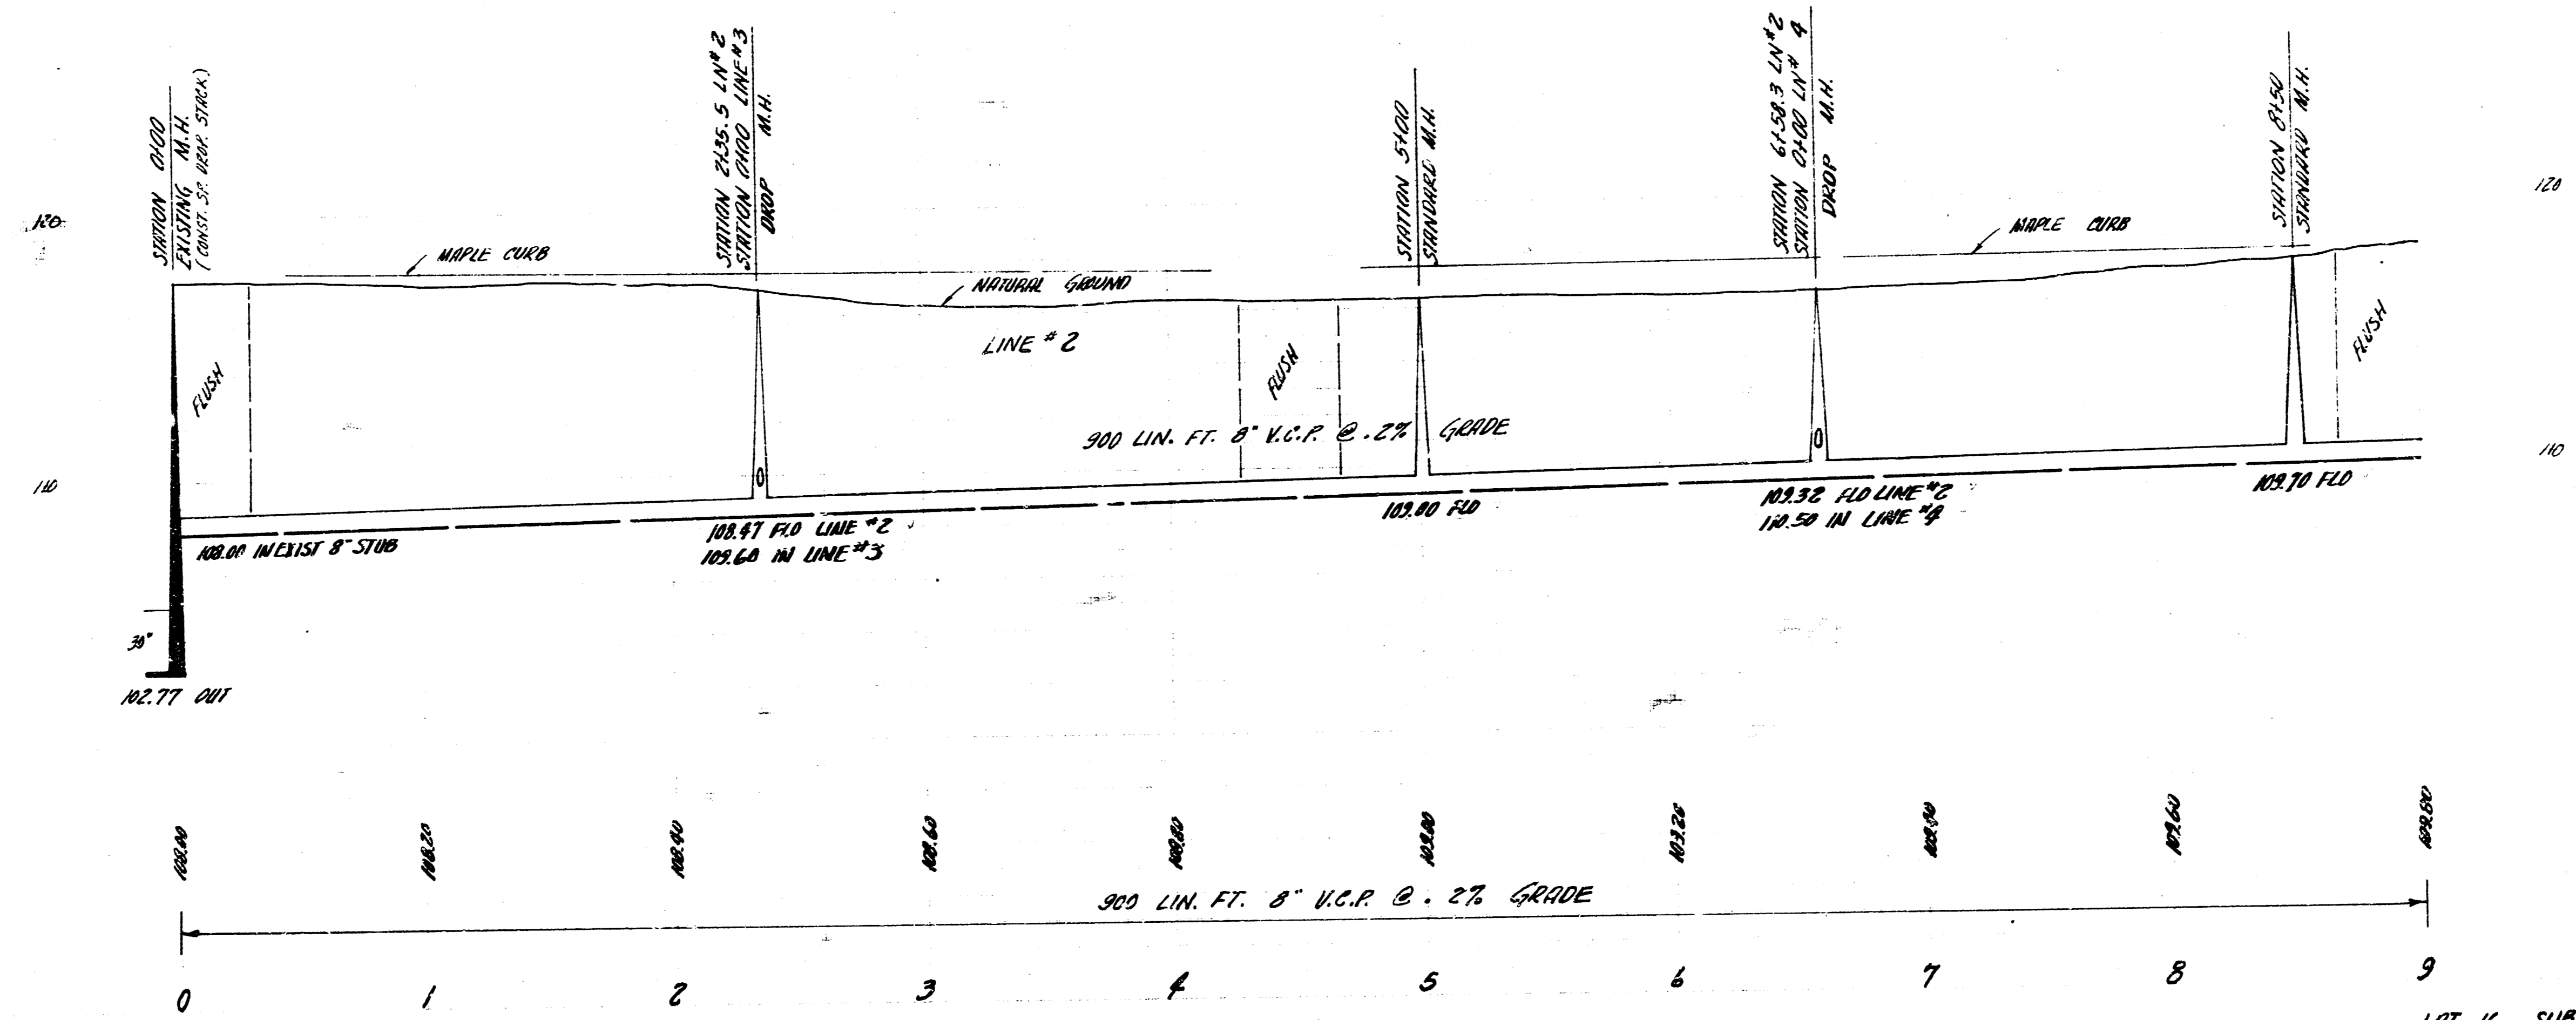 STATION 0+00
EXISTING M.H.
(CONST. SP. DROP. STACK)
STATION 2+35.5 LN#2
STATION 0+00 LINE#3
DROP M.H.
STATION 5+00
STANDARD M.H.
STATION 6+58.3 LN#2
STATION 0+00 LN# 4
DROP M.H.
STATION 8+50
STANDARD M.H.
120
120
MAPLE CURB
MAPLE CURB
NATURAL GROUND
LINE #2
FLUSH
FLUSH
FLUSH
900 LIN. FT. 8" V.C.P. @ .2% GRADE
110
110
108.00 IN EXIST 8" STUB
108.47 FLO LINE #2
109.60 IN LINE #3
109.00 FLO
109.32 FLO LINE #2
110.50 IN LINE #4
109.70 FLO
30"
102.77 OUT
108.00
108.20
108.40
108.60
108.80
109.00
109.20
109.40
109.60
109.80
900 LIN. FT. 8" V.C.P. @ .2% GRADE
0 1 2 3 4 5 6 7 8 9